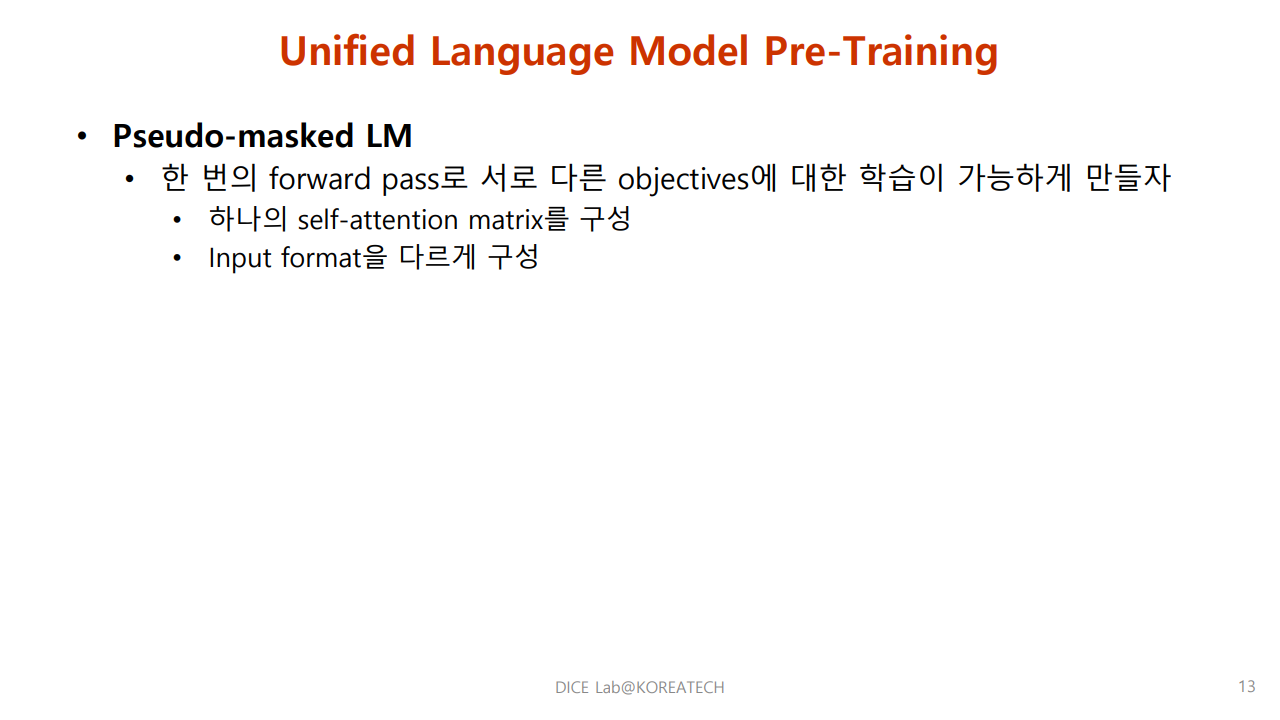 Unified Language Model Pre-Training
• Pseudo-masked LM
• 한 번의 forward pass로 서로 다른 objectives에 대한 학습이 가능하게 만들자
• 하나의 self-attention matrix를 구성
• Input format을 다르게 구성
DICE Lab@KOREATECH
13